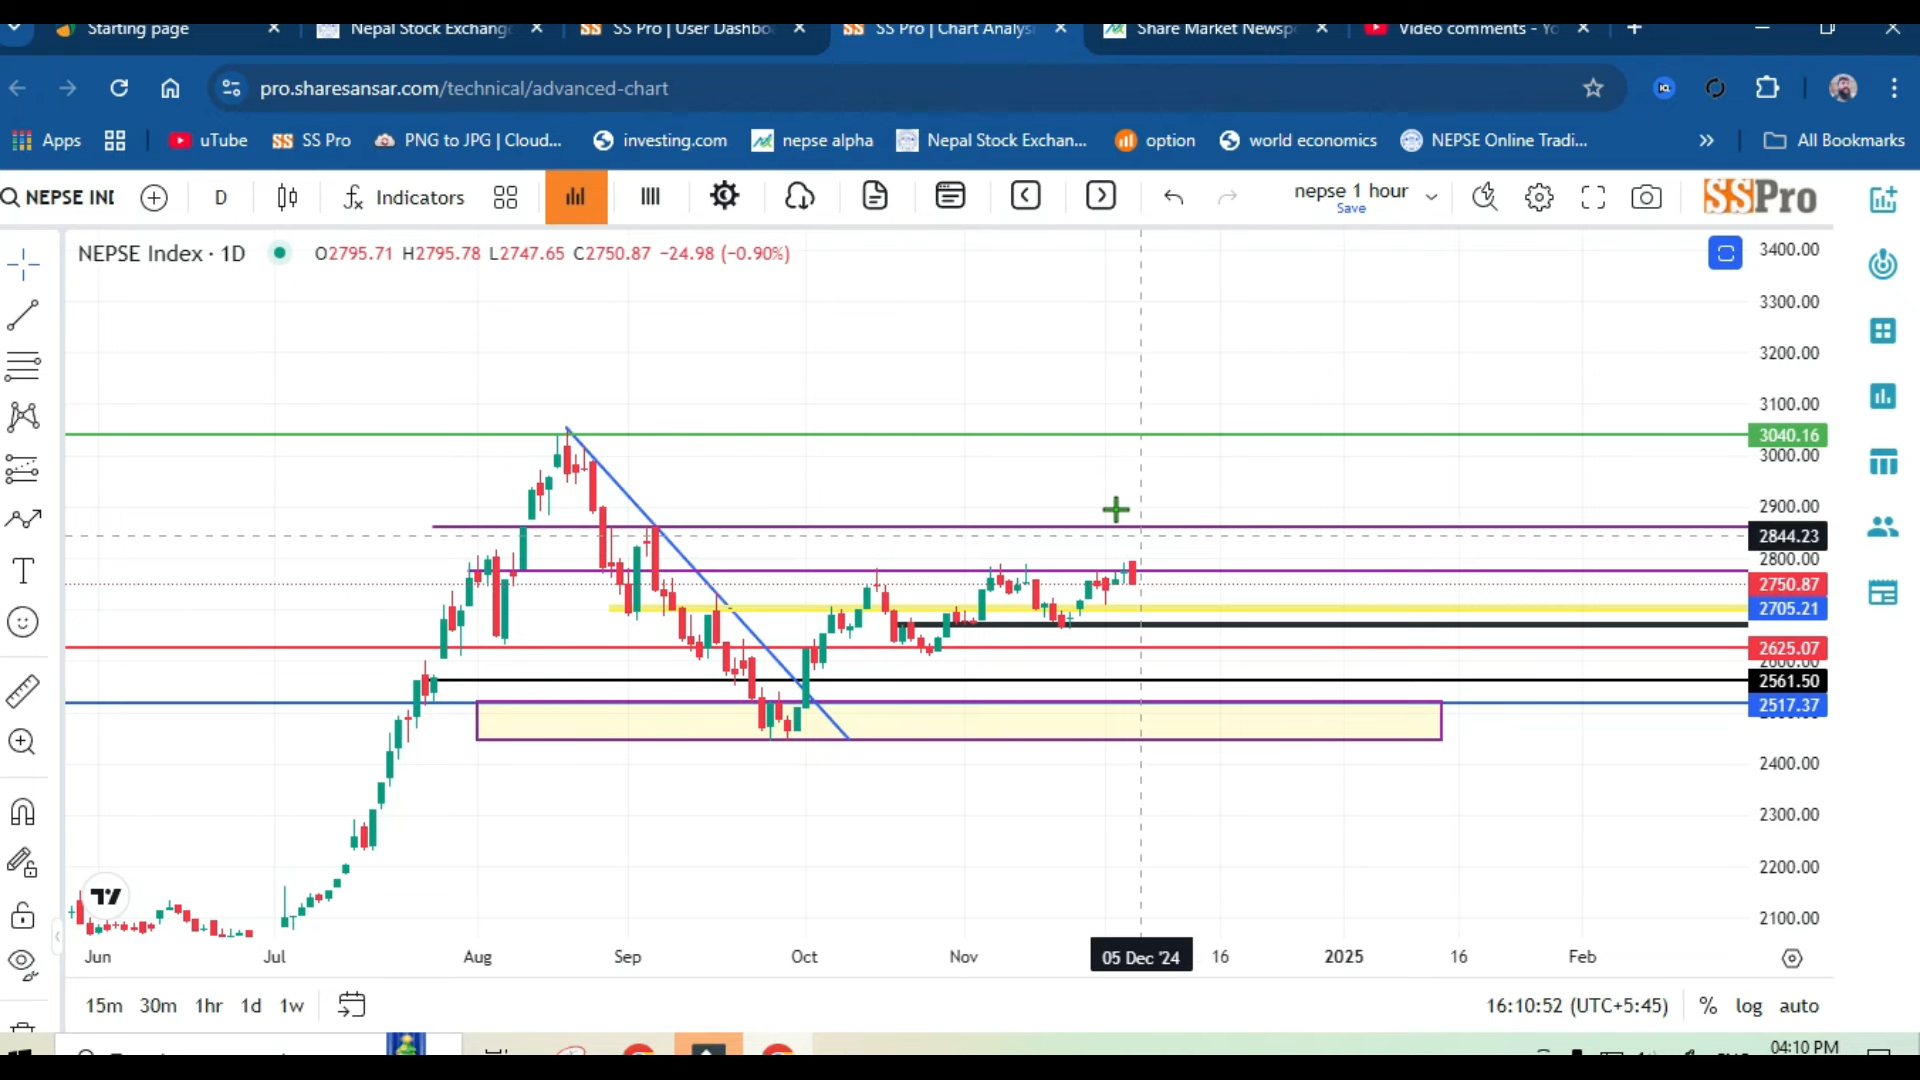 Starting page
Nepal Stock Exchang
SS Pro | User Dashboa
SS Pro | Chart Analysi
Share Market Newspa
Video comments - Yo
pro.sharesansar.com/technical/advanced-chart
Apps
uTube
SS SS Pro
PNG to JPG | Cloud...
investing.com
nepse alpha
Nepal Stock Exchan...
option
world economics
NEPSE Online Tradi...
All Bookmarks
NEPSE INI
D
Indicators
nepse 1 hour
Save
SSPro
NEPSE Index · 1D
O2795.71 H2795.78 L2747.65 C2750.87 −24.98 (−0.90%)
3400.00
3300.00
3200.00
3100.00
3040.16
3000.00
2900.00
2844.23
2800.00
2750.87
2705.21
2625.07
2600.00
2561.50
2517.37
2400.00
2300.00
2200.00
2100.00
Jun
Jul
Aug
Sep
Oct
Nov
05 Dec '24
16
2025
16
Feb
15m 30m 1hr 1d 1w
16:10:52 (UTC+5:45)
% log auto
04:10 PM